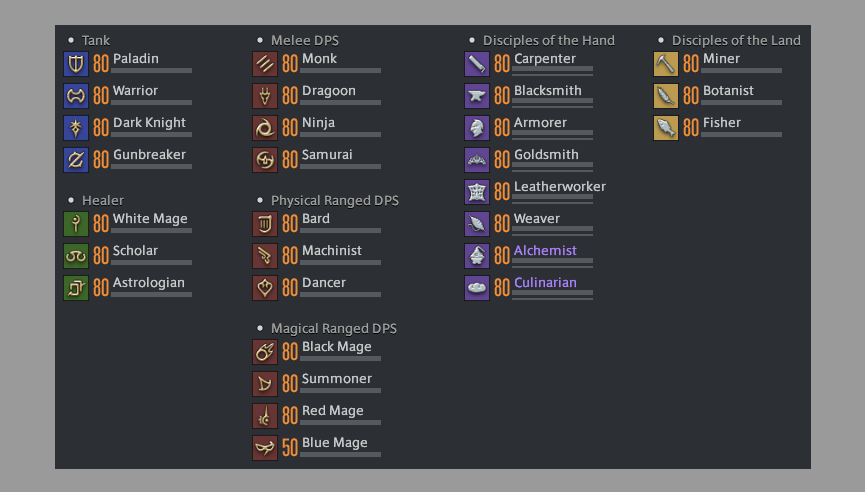 • Tank
80 Paladin
80 Warrior
80 Dark Knight
80 Gunbreaker
• Healer
80 White Mage
80 Scholar
80 Astrologian
• Melee DPS
80 Monk
80 Dragoon
80 Ninja
80 Samurai
• Physical Ranged DPS
80 Bard
80 Machinist
80 Dancer
• Magical Ranged DPS
80 Black Mage
80 Summoner
80 Red Mage
50 Blue Mage
• Disciples of the Hand
80 Carpenter
80 Blacksmith
80 Armorer
80 Goldsmith
80 Leatherworker
80 Weaver
80 Alchemist
80 Culinarian
• Disciples of the Land
80 Miner
80 Botanist
80 Fisher